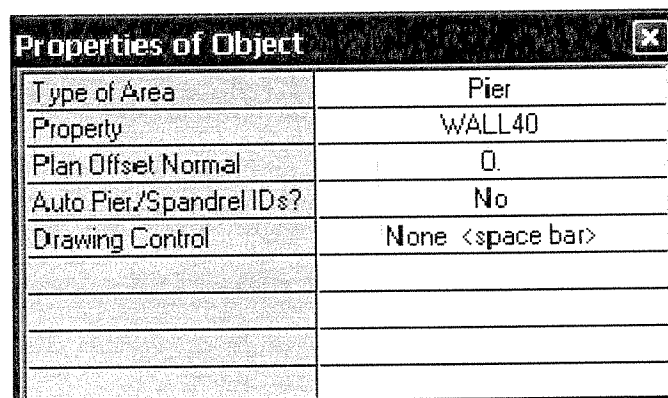 Properties of Object
Type of Area Pier
Property WALL40
Plan Offset Normal 0.
Auto Pier/Spandrel IDs? No
Drawing Control None <space bar>